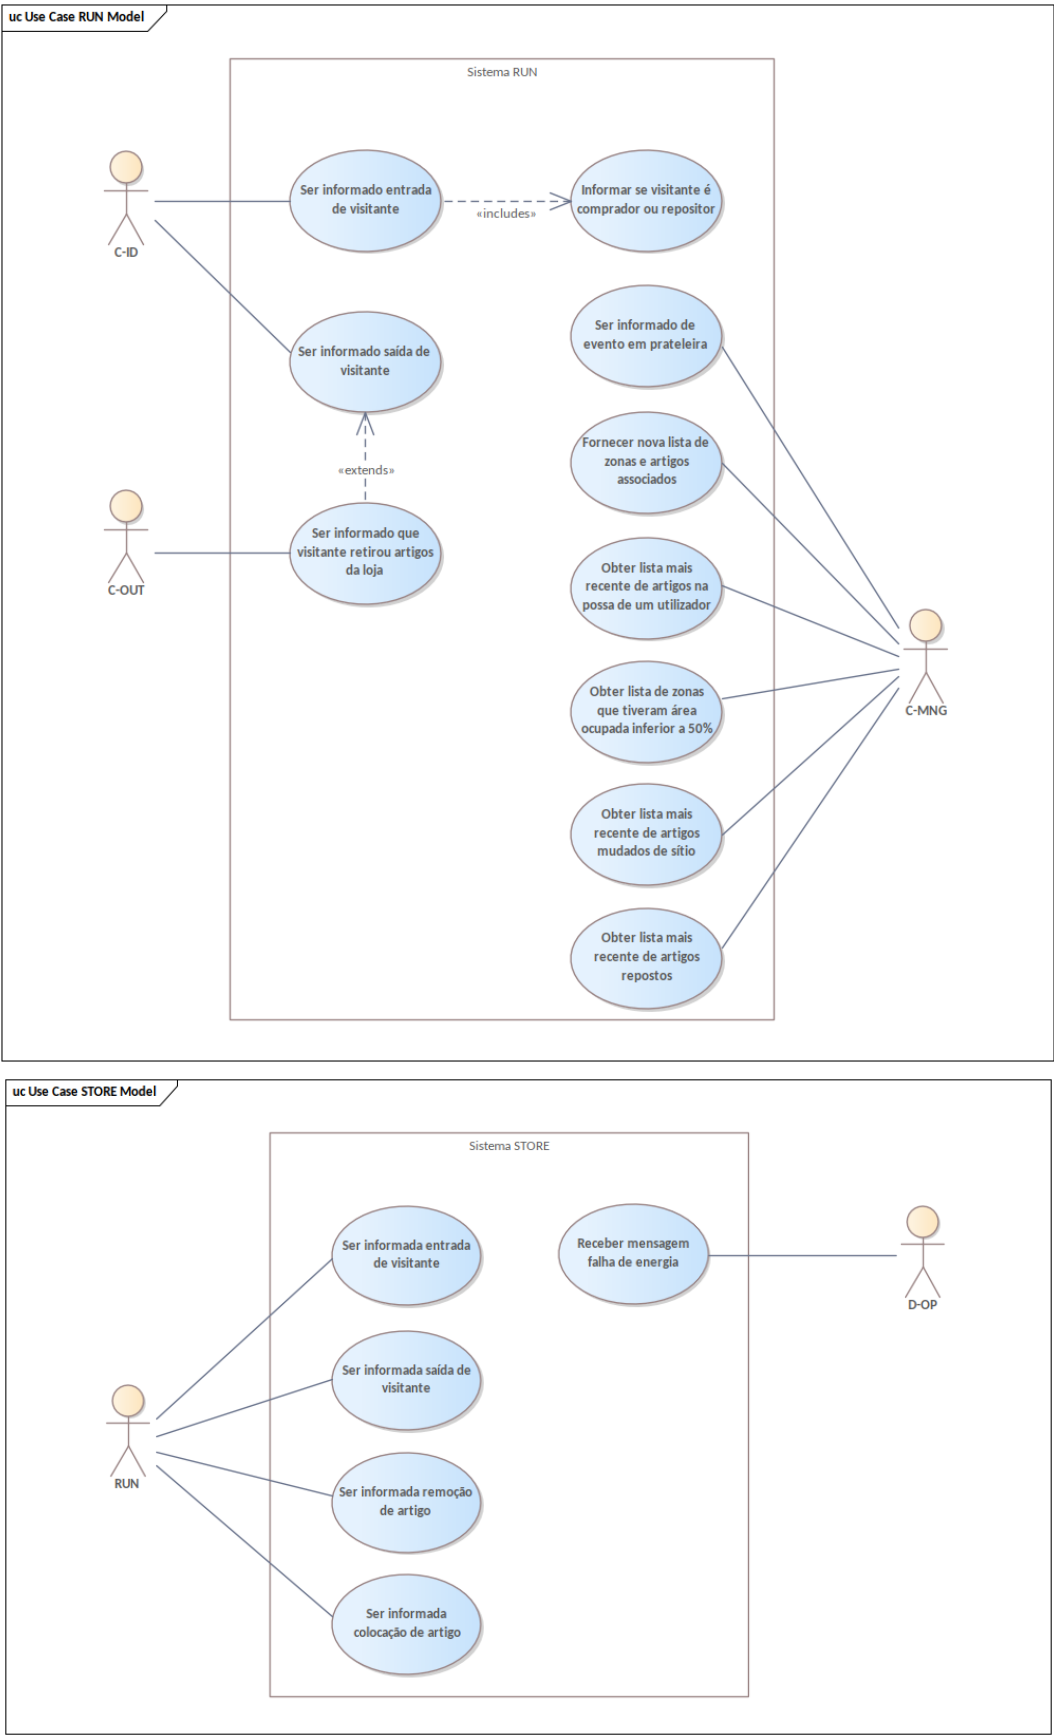 uc Use Case RUN Model
Sistema RUN
Ser informado entrada
de visitante
«includes»
Informar se visitante é
comprador ou repositor
C-ID
Ser informado de
evento em prateleira
Ser informado saída de
visitante
Fornecer nova lista de
zonas e artigos
associados
«extends»
Ser informado que
visitante retirou artigos
da loja
C-OUT
Obter lista mais
recente de artigos na
possa de um utilizador
Obter lista de zonas
que tiveram área
ocupada inferior a 50%
C-MNG
Obter lista mais
recente de artigos
mudados de sítio
Obter lista mais
recente de artigos
repostos
uc Use Case STORE Model
Sistema STORE
Ser informada entrada
de visitante
Receber mensagem
falha de energia
D-OP
Ser informada saída de
visitante
RUN
Ser informada remoção
de artigo
Ser informada
colocação de artigo